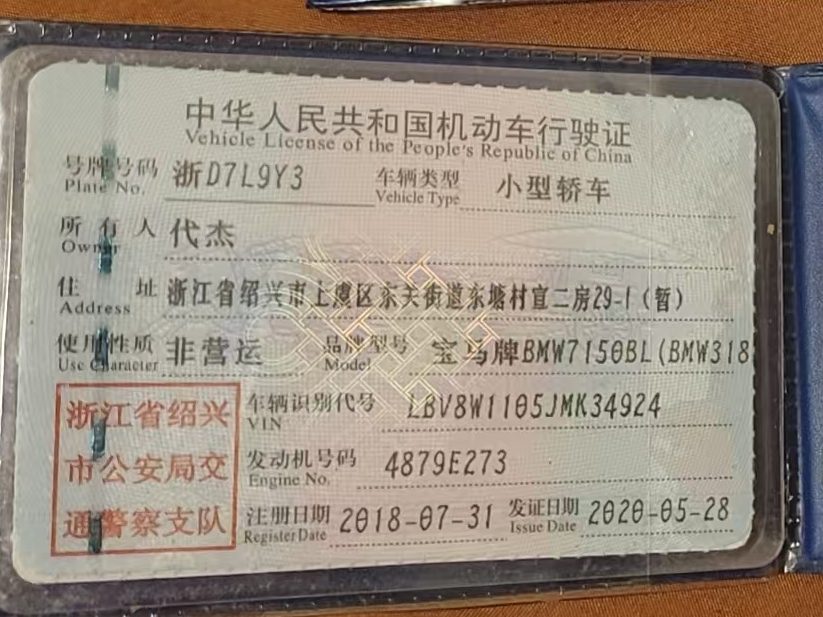 中华人民共和国机动车行驶证
Vehicle License of the People's Republic of China
号牌号码 浙D7L9Y3 车辆类型 小型轿车
Plate No. Vehicle Type
所有人 代杰
Owner
住址 浙江省绍兴市上虞区东关街道东塘村宣二房29-1(暂)
Address
使用性质 非营运 品牌型号 宝马牌BMW7150BL(BMW318
Use Character Model
浙江省绍兴
市公安局交
通警察支队
车辆识别代号 LBV8W1105JMK34924
VIN
发动机号码 4879E273
Engine No.
注册日期 2018-07-31 发证日期 2020-05-28
Register Date Issue Date